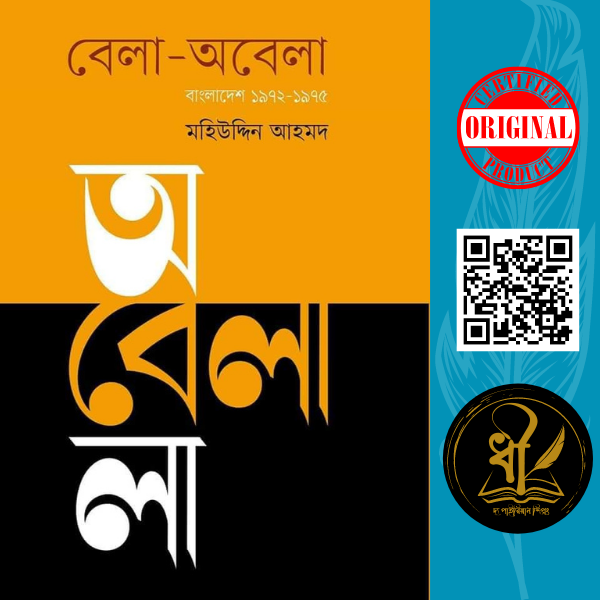 বেলা-অবেলা
বাংলাদেশ ১৯৭২-১৯৭৫
মহিউদ্দিন আহমদ
অ
বেলা
লা
CERTIFIED
ORIGINAL
PRODUCT
ধী